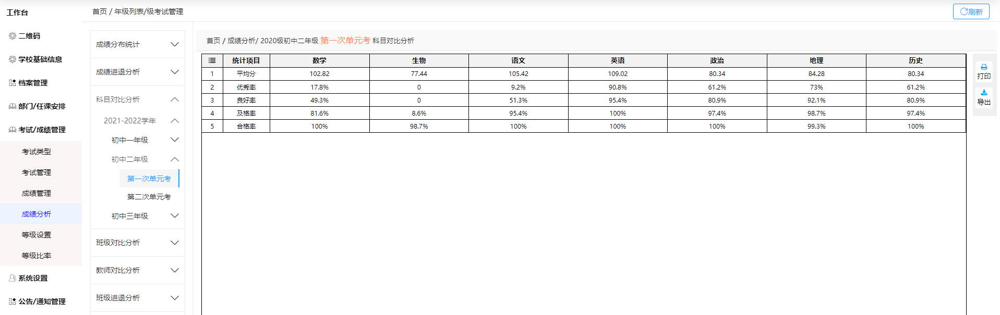 工作台
首页 / 年级列表/级考试管理
刷新
二维码
学校基础信息
档案管理
部门/任课安排
考试/成绩管理
考试类型
考试管理
成绩管理
成绩分析
等级设置
等级比率
系统设置
公告/通知管理
成绩分布统计
成绩进退分析
科目对比分析
2021-2022学年
初中一年级
初中二年级
第一次单元考
第二次单元考
初中三年级
班级对比分析
教师对比分析
班级进退分析
首页 / 成绩分析/ 2020级初中二年级 第一次单元考 科目对比分析
统计项目 数学 生物 语文 英语 政治 地理 历史
1 平均分 102.82 77.44 105.42 109.02 80.34 84.28 80.34
2 优秀率 17.8% 0 9.2% 90.8% 61.2% 73% 61.2%
3 良好率 49.3% 0 51.3% 95.4% 80.9% 92.1% 80.9%
4 及格率 81.6% 8.6% 95.4% 100% 97.4% 98.7% 97.4%
5 合格率 100% 98.7% 100% 100% 100% 99.3% 100%
打印
导出